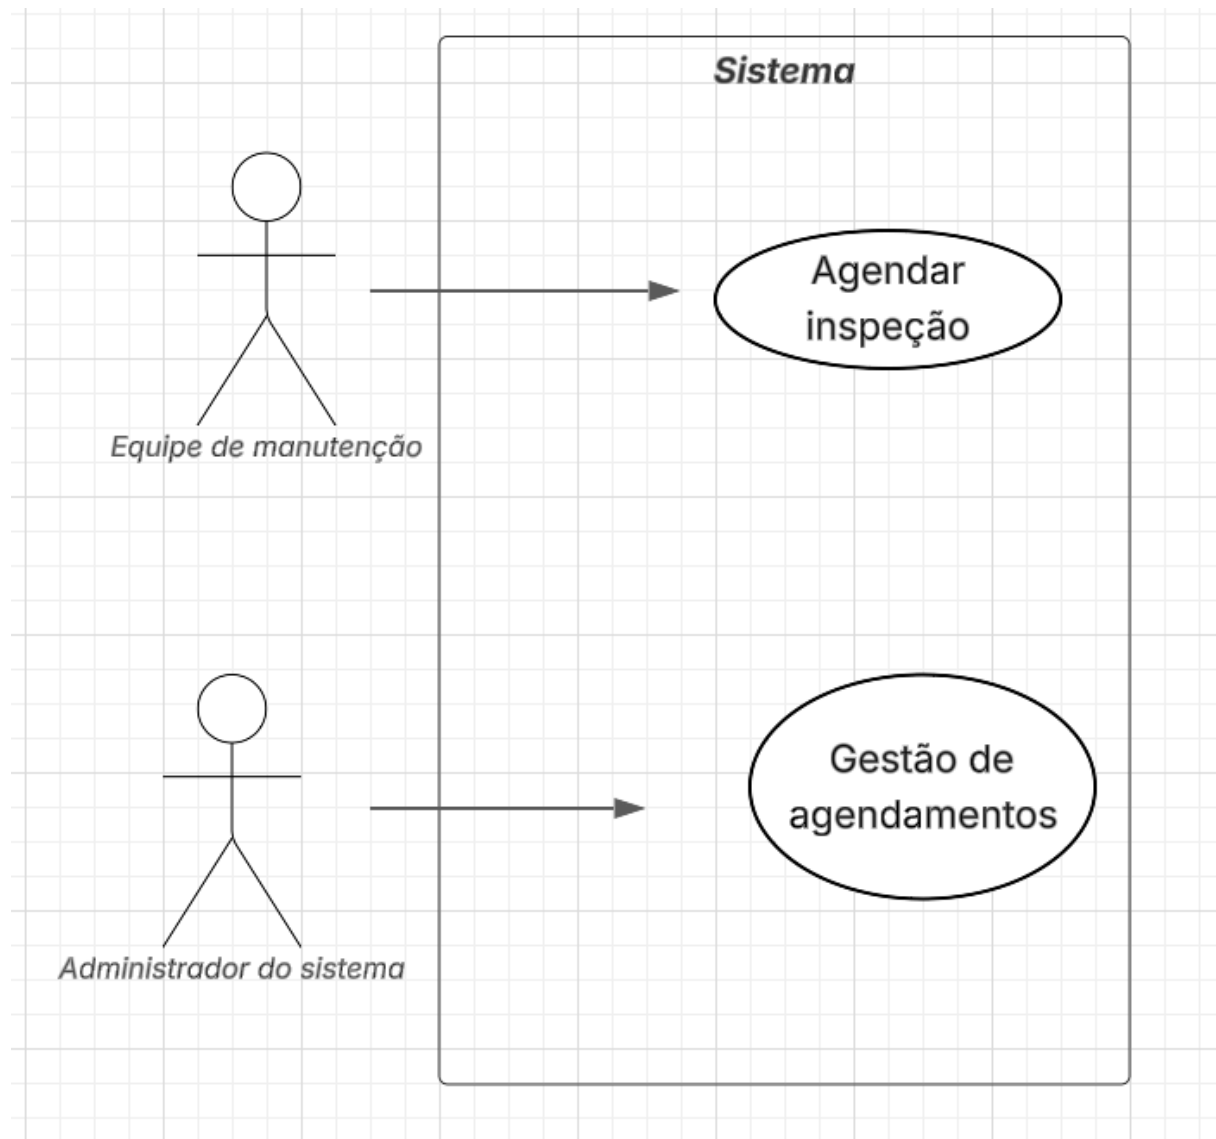 Sistema
Agendar
inspeção
Equipe de manutenção
Gestão de
agendamentos
Administrador do sistema